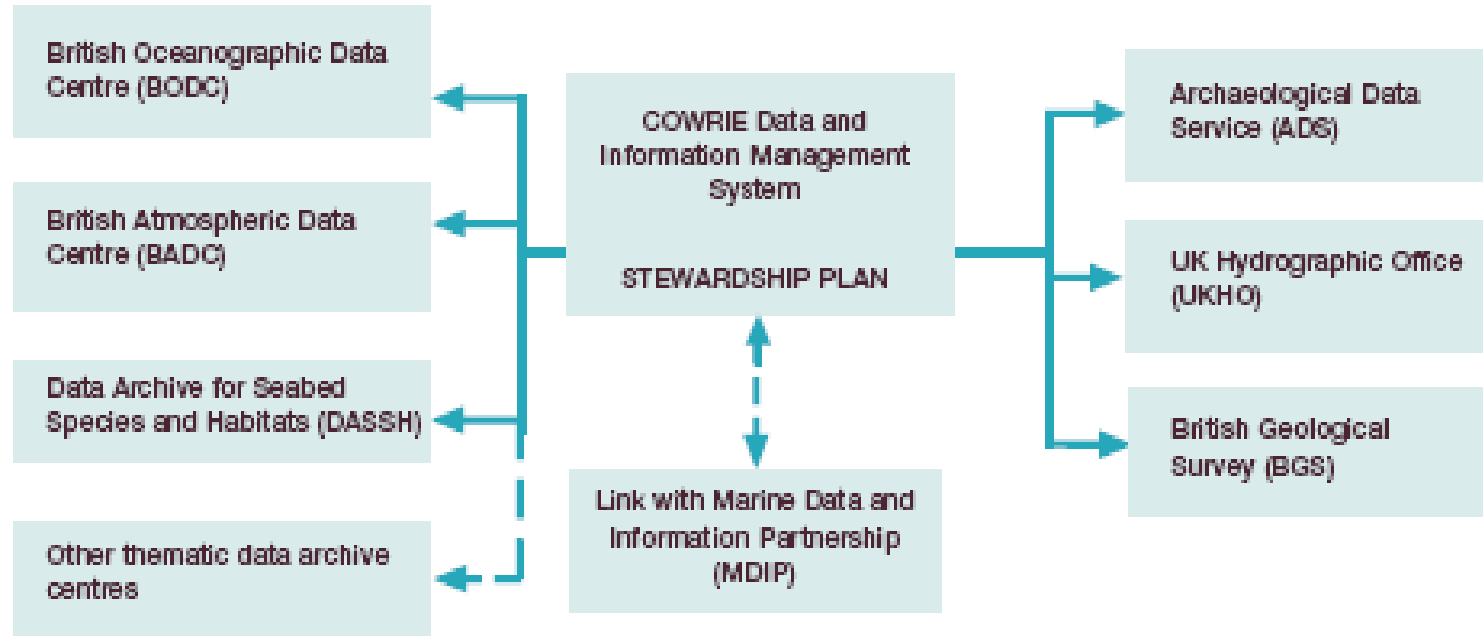 British Oceanographic Data
Centre (BODC)
British Atmospheric Data
Centre (BADC)
Data Archive for Seabed
Species and Habitats (DASSH)
Other thematic data archive
centres
COWRIE Data and
Information Management
System
STEWARDSHIP PLAN
Link with Marine Data and
Information Partnership
(MDIP)
Archaeological Data
Service (ADS)
UK Hydrographic Office
(UKHO)
British Geological
Survey (BGS)